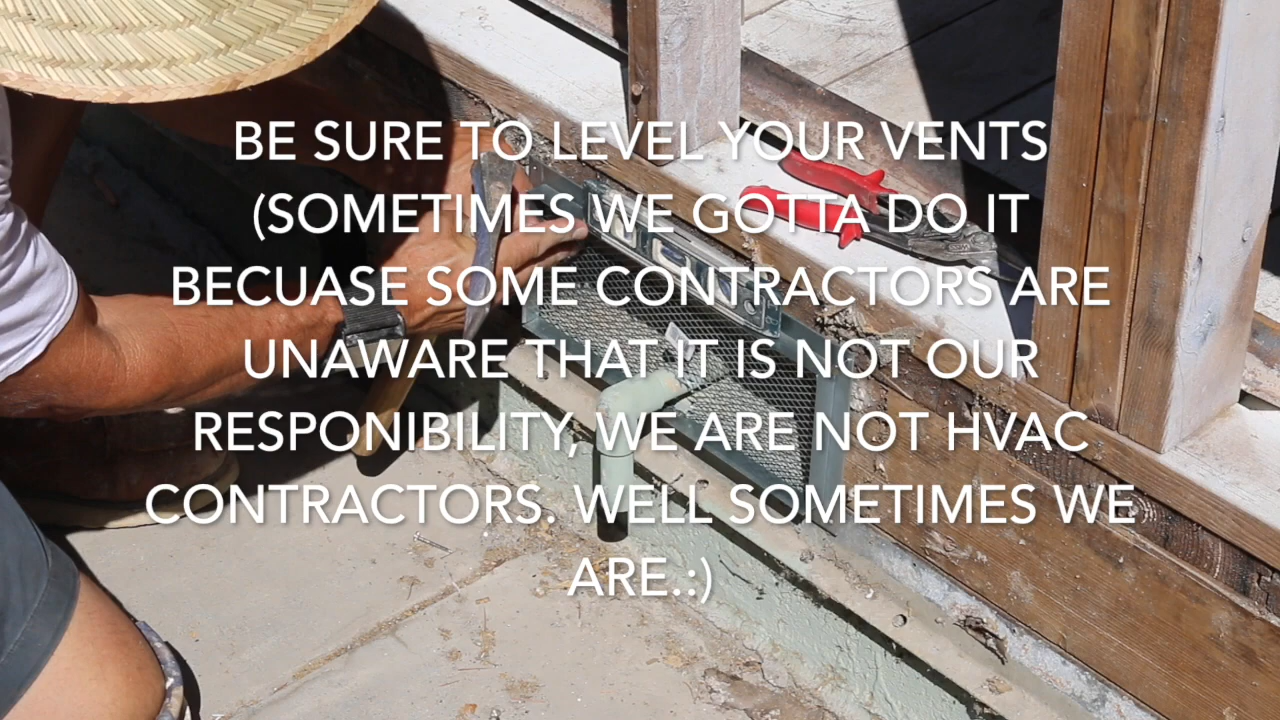 BE SURE TO LEVEL YOUR VENTS
(SOMETIMES WE GOTTA DO IT
BECUASE SOME CONTRACTORS ARE
UNAWARE THAT IT IS NOT OUR
RESPONIBILITY, WE ARE NOT HVAC
CONTRACTORS. WELL SOMETIMES WE
ARE.:)